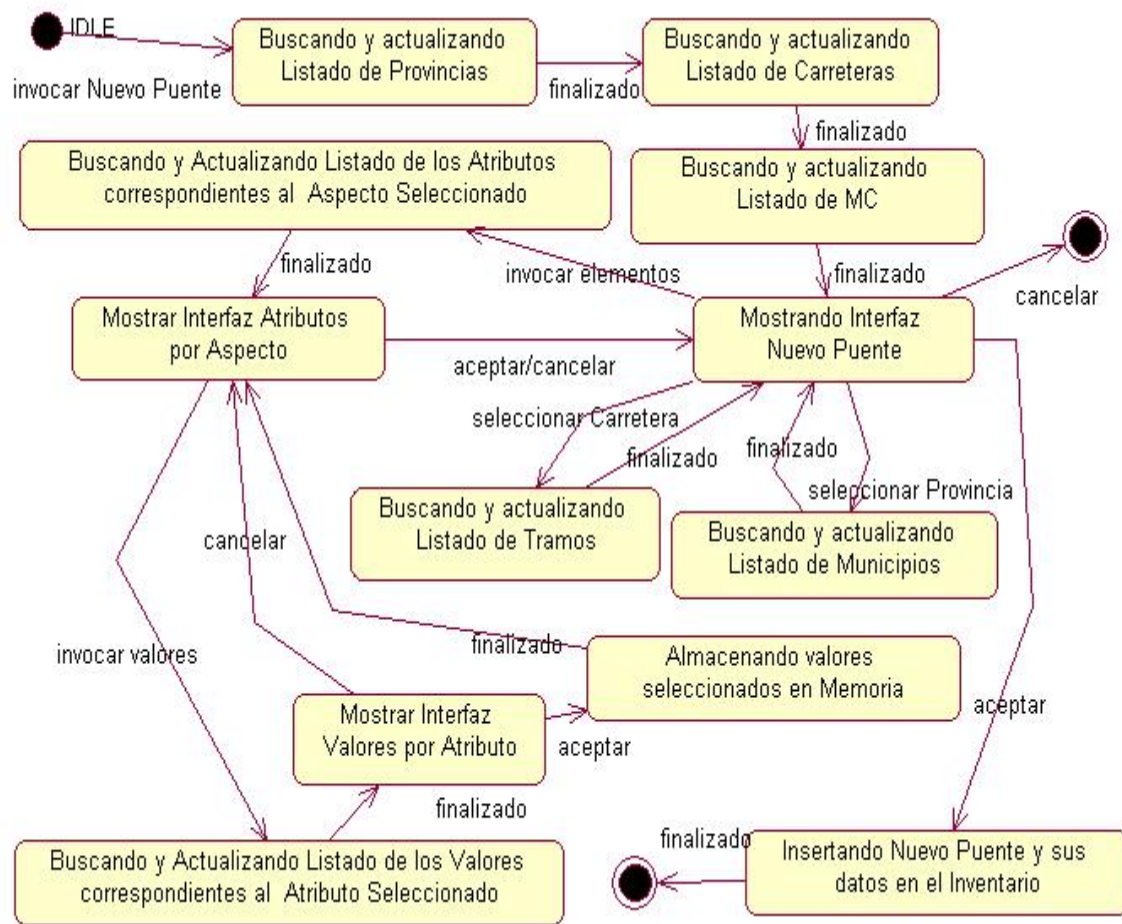 IDLE
invocar Nuevo Puente
Buscando y actualizando
Listado de Provincias
finalizado
Buscando y actualizando
Listado de Carreteras
finalizado
Buscando y Actualizando Listado de los Atributos
correspondientes al Aspecto Seleccionado
Buscando y actualizando
Listado de MC
finalizado
invocar elementos
finalizado
cancelar
Mostrar Interfaz Atributos
por Aspecto
Mostrando Interfaz
Nuevo Puente
aceptar/cancelar
seleccionar Carretera
finalizado
finalizado
seleccionar Provincia
Buscando y actualizando
Listado de Tramos
Buscando y actualizando
Listado de Municipios
cancelar
invocar valores
finalizado
Almacenando valores
seleccionados en Memoria
Mostrar Interfaz
Valores por Atributo
aceptar
aceptar
finalizado
Buscando y Actualizando Listado de los Valores
correspondientes al Atributo Seleccionado
finalizado
Insertando Nuevo Puente y sus
datos en el Inventario